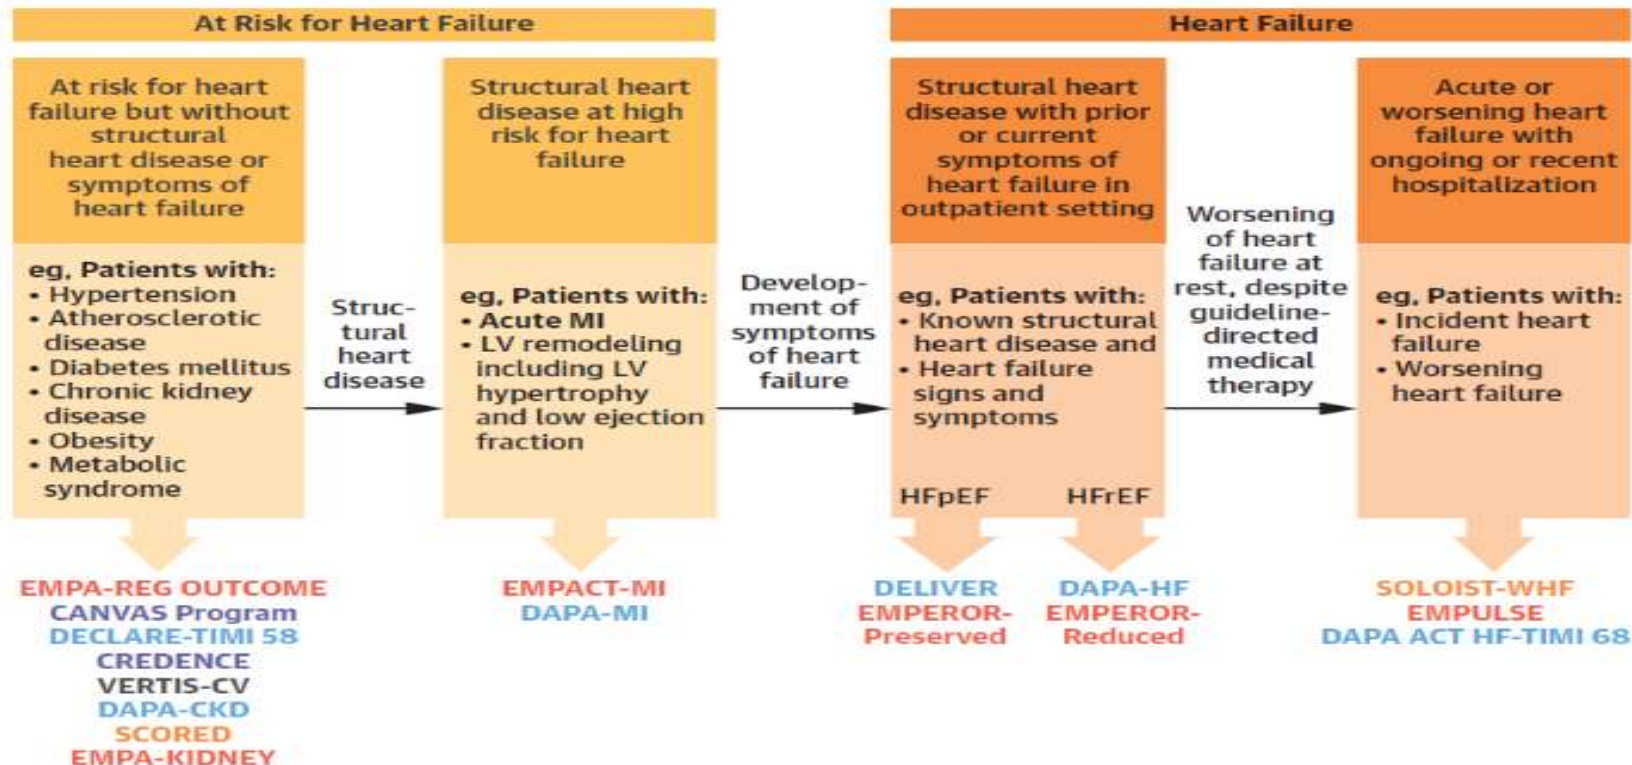 At Risk for Heart Failure
Heart Failure
At risk for heart
failure but without
structural
heart disease or
symptoms of
heart failure
eg, Patients with:
• Hypertension
• Atherosclerotic
disease
• Diabetes mellitus
• Chronic kidney
disease
• Obesity
• Metabolic
syndrome
EMPA-REG OUTCOME
CANVAS Program
DECLARE-TIMI 58
CREDENCE
VERTIS-CV
DAPA-CKD
SCORED
EMPA-KIDNEY
Struc-
tural
heart
disease
Structural heart
disease at high
risk for heart
failure
eg, Patients with:
• Acute MI
• LV remodeling
including LV
hypertrophy
and low ejection
fraction
EMPACT-MI
DAPA-MI
Develop-
ment of
symptoms
of heart
failure
Structural heart
disease with prior
or current
symptoms of
heart failure in
outpatient setting
eg, Patients with:
• Known structural
heart disease and
• Heart failure
signs and
symptoms
HFpEF
HFrEF
DELIVER
EMPEROR-
Preserved
DAPA-HF
EMPEROR-
Reduced
Worsening
of heart
failure at
rest, despite
guideline-
directed
medical
therapy
Acute or
worsening heart
failure with
ongoing or recent
hospitalization
eg, Patients with:
• Incident heart
failure
• Worsening
heart failure
SOLOIST-WHF
EMPULSE
DAPA ACT HF-TIMI 68